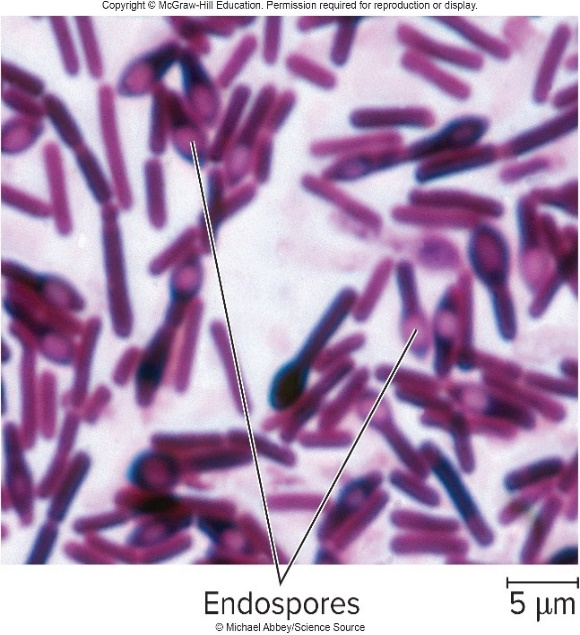 Copyright © McGraw-Hill Education. Permission required for reproduction or display.
Endospores
5 μm
© Michael Abbey/Science Source